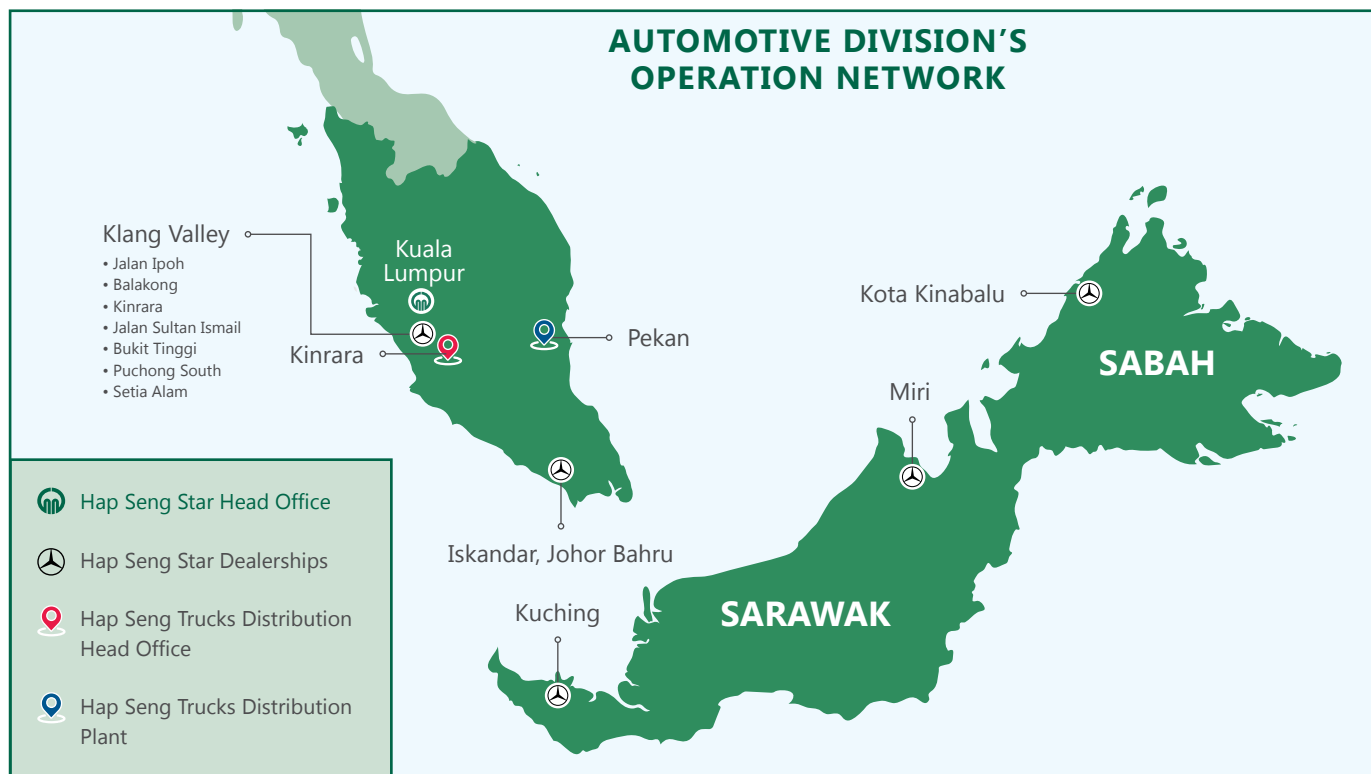 AUTOMOTIVE DIVISION’S
OPERATION NETWORK
Klang Valley
• Jalan Ipoh
• Balakong
• Kinrara
• Jalan Sultan Ismail
• Bukit Tinggi
• Puchong South
• Setia Alam
Kuala
Lumpur
Kinrara
Pekan
Iskandar, Johor Bahru
Kota Kinabalu
SABAH
Miri
SARAWAK
Kuching
Hap Seng Star Head Office
Hap Seng Star Dealerships
Hap Seng Trucks Distribution
Head Office
Hap Seng Trucks Distribution
Plant